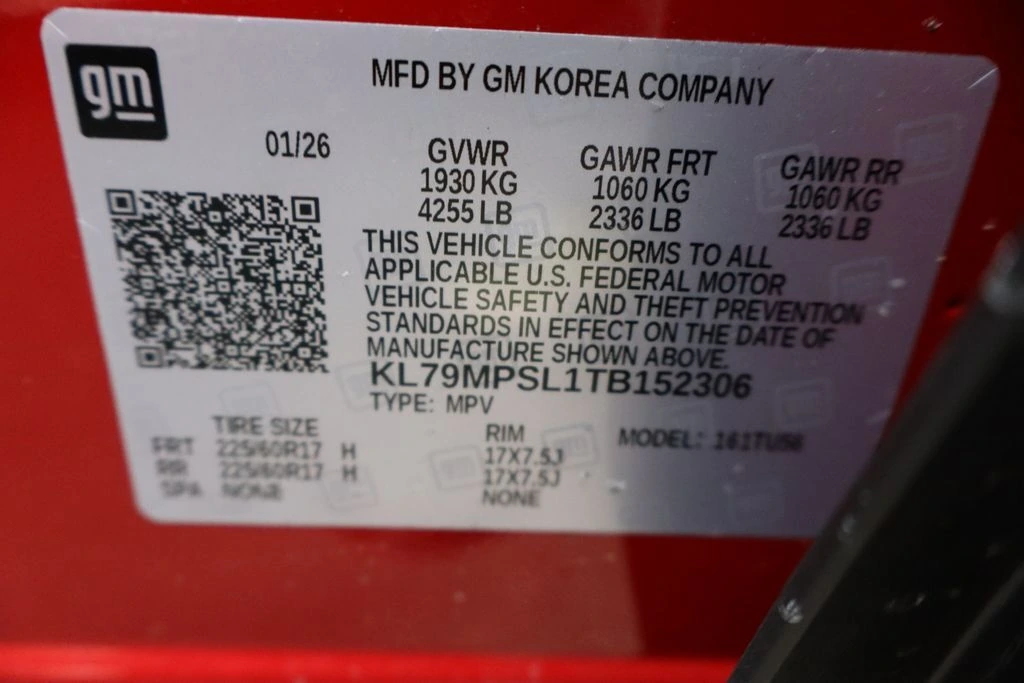 gm
MFD BY GM KOREA COMPANY
01/26
GVWR GAWR FRT GAWR RR
1930 KG 1060 KG 1060 KG
4255 LB 2336 LB 2336 LB
THIS VEHICLE CONFORMS TO ALL
APPLICABLE U.S. FEDERAL MOTOR
VEHICLE SAFETY AND THEFT PREVENTION
STANDARDS IN EFFECT ON THE DATE OF
MANUFACTURE SHOWN ABOVE.
KL79MPSL1TB152306
TYPE: MPV
TIRE SIZE RIM MODEL: 161TU56
FRT 225/60R17 H 17X7.5J
RR 225/60R17 H 17X7.5J
SPA NONE NONE